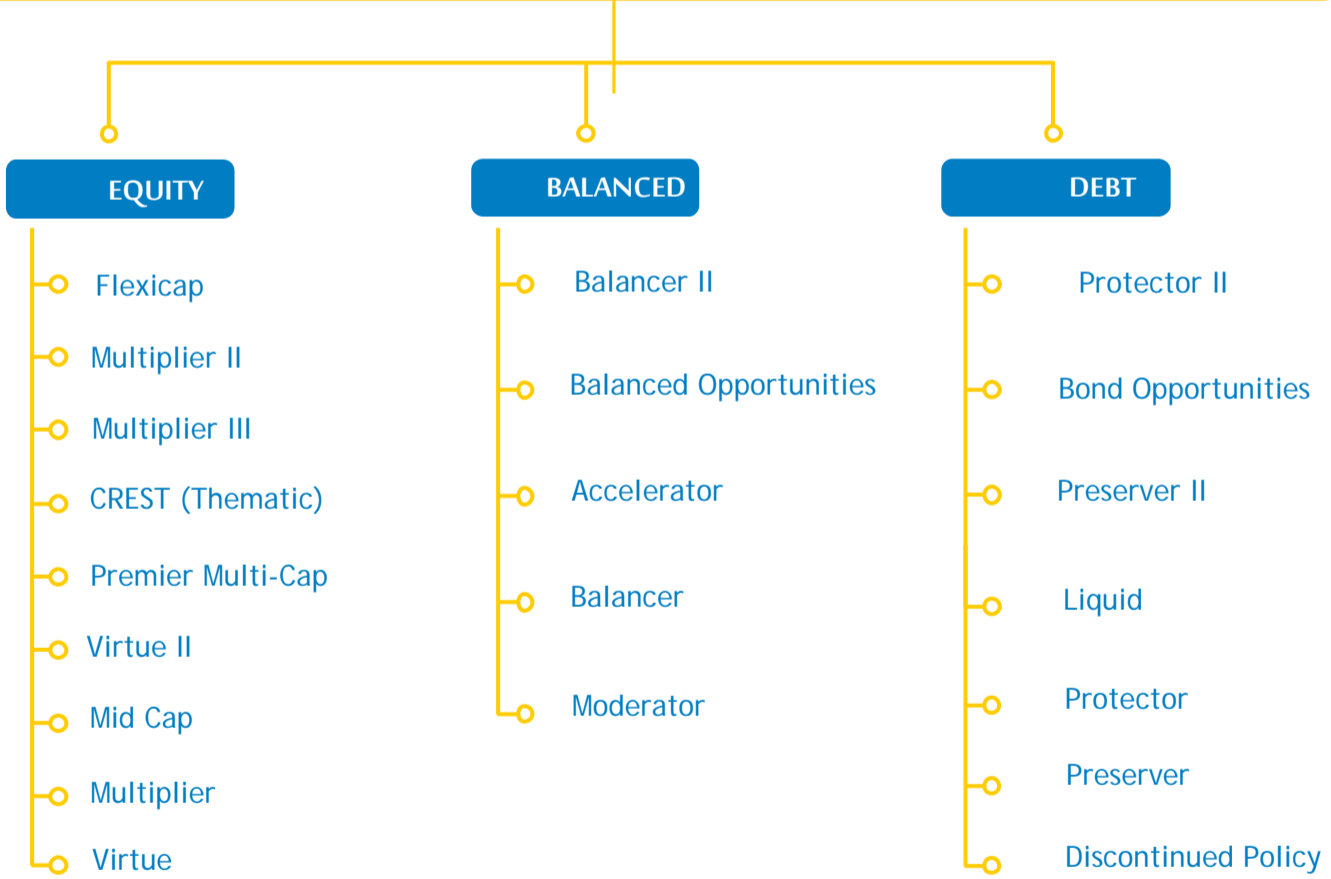 EQUITY
Flexicap
Multiplier II
Multiplier III
CREST (Thematic)
Premier Multi-Cap
Virtue II
Mid Cap
Multiplier
Virtue
BALANCED
Balancer II
Balanced Opportunities
Accelerator
Balancer
Moderator
DEBT
Protector II
Bond Opportunities
Preserver II
Liquid
Protector
Preserver
Discontinued Policy